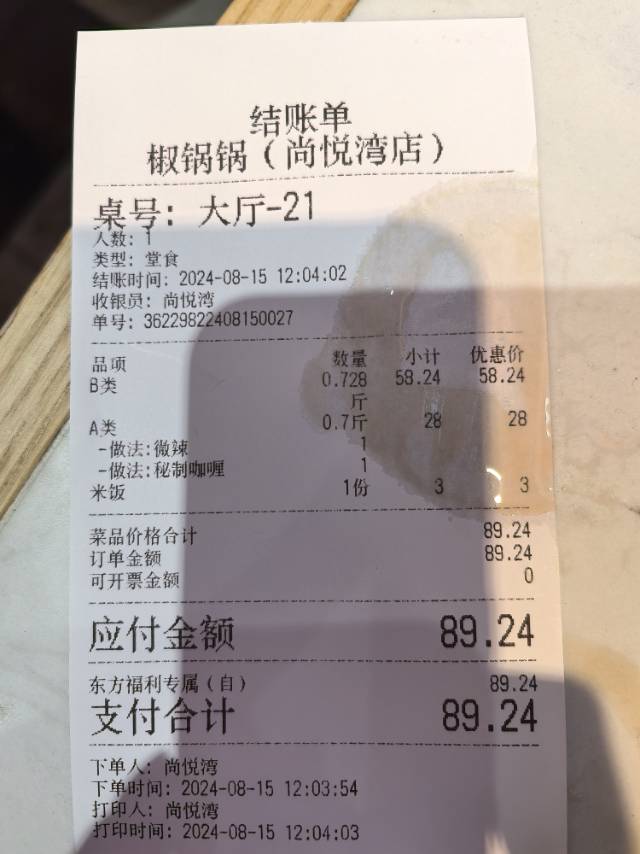 结账单
椒锅锅（尚悦湾店）
桌号：大厅-21
人数：1
类型：堂食
结账时间：2024-08-15 12:04:02
收银员：尚悦湾
单号：36229822408150027
品项 数量 小计 优惠价
B类 0.728 58.24 58.24
斤
A类 0.7斤 28 28
-做法:微辣 1
-做法:秘制咖喱 1
米饭 1份 3 3
菜品价格合计 89.24
订单金额 89.24
可开票金额 0
应付金额 89.24
东方福利专属（自） 89.24
支付合计 89.24
下单人：尚悦湾
下单时间：2024-08-15 12:03:54
打印人：尚悦湾
打印时间：2024-08-15 12:04:03